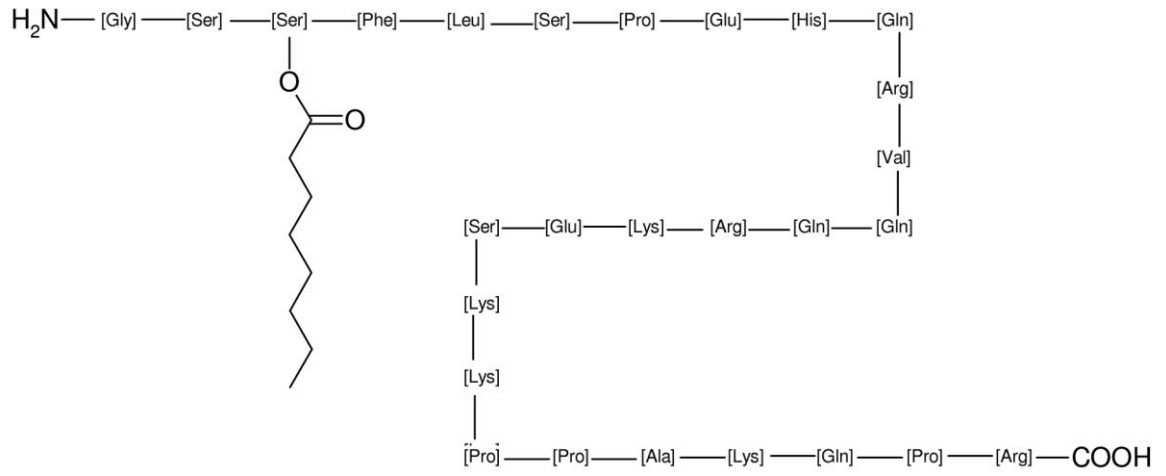 H₂N [Gly] [Ser] [Ser] [Phe] [Leu] [Ser] [Pro] [Glu] [His] [Gln]
O
O
[Arg]
[Val]
[Ser] [Glu] [Lys] [Arg] [Gln] [Gln]
[Lys]
[Lys]
[Pro] [Pro] [Ala] [Lys] [Gln] [Pro] [Arg] COOH